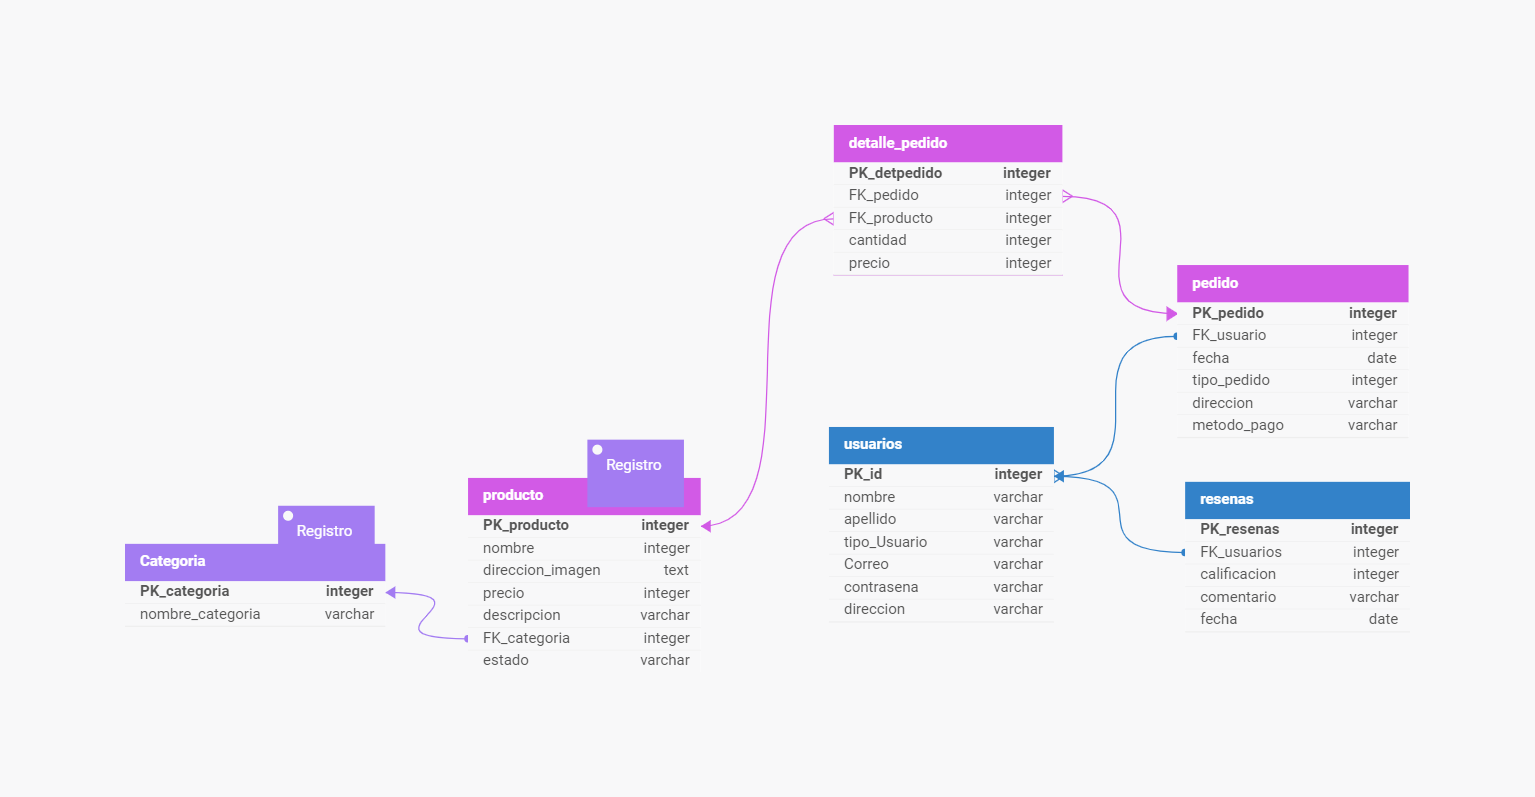 detalle_pedido
PK_detpedido integer
FK_pedido integer
FK_producto integer
cantidad integer
precio integer
pedido
PK_pedido integer
FK_usuario integer
fecha date
tipo_pedido integer
direccion varchar
metodo_pago varchar
usuarios
PK_id integer
nombre varchar
apellido varchar
tipo_Usuario varchar
Correo varchar
contrasena varchar
direccion varchar
resenas
PK_resenas integer
FK_usuarios integer
calificacion integer
comentario varchar
fecha date
Registro
producto
PK_producto integer
nombre integer
direccion_imagen text
precio integer
descripcion varchar
FK_categoria integer
estado varchar
Registro
Categoria
PK_categoria integer
nombre_categoria varchar